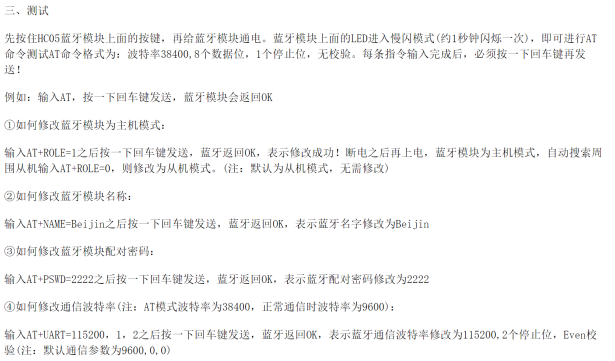 三、测试
先按住HC05蓝牙模块上面的按键，再给蓝牙模块通电。蓝牙模块上面的LED进入慢闪模式(约1秒钟闪烁一次)，即可进行AT
命令测试AT命令格式为：波特率38400,8个数据位，1个停止位，无校验。每条指令输入完成后，必须按一下回车键再发
送！
例如：输入AT，按一下回车键发送，蓝牙模块会返回OK
①如何修改蓝牙模块为主机模式：
输入AT+ROLE=1之后按一下回车键发送，蓝牙返回OK，表示修改成功！断电之后再上电，蓝牙模块为主机模式，自动搜索周
围从机输入AT+ROLE=0，则修改为从机模式。(注：默认为从机模式，无需修改)
②如何修改蓝牙模块名称：
输入AT+NAME=Beijin之后按一下回车键发送，蓝牙返回OK，表示蓝牙名字修改为Beijin
③如何修改蓝牙模块配对密码：
输入AT+PSWD=2222之后按一下回车键发送，蓝牙返回OK，表示蓝牙配对密码修改为2222
④如何修改通信波特率(注：AT模式波特率为38400，正常通信时波特率为9600)：
输入AT+UART=115200，1，2之后按一下回车键发送，蓝牙返回OK，表示蓝牙通信波特率修改为115200,2个停止位，Even校
验(注：默认通信参数为9600,0,0)